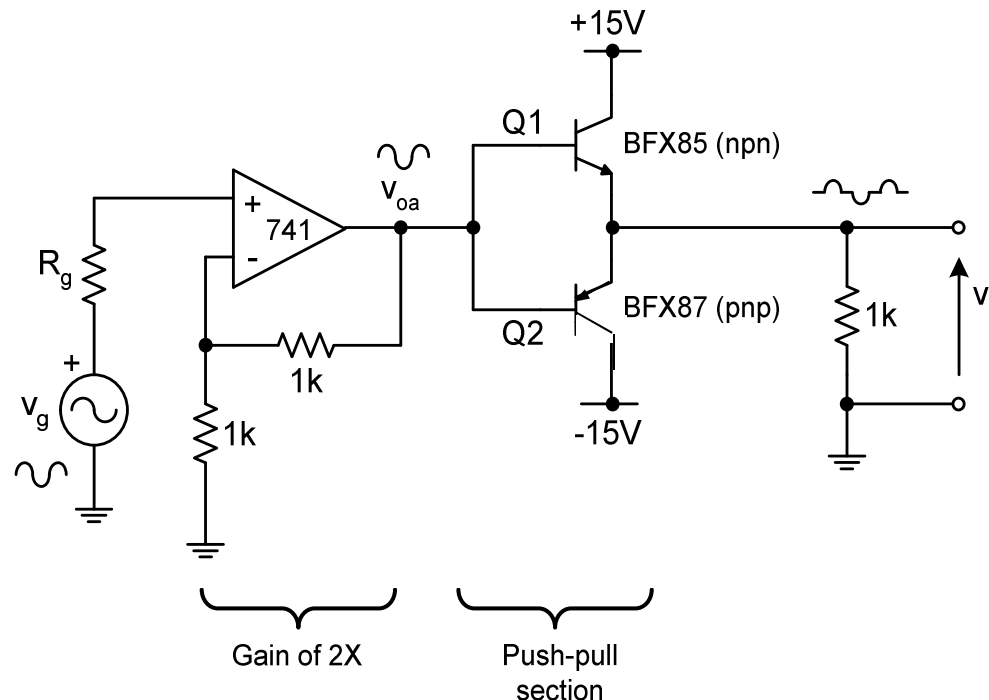 +15V
Q1
BFX85 (npn)
v_oa
+
741
-
R_g
1k
+
v_g
1k
Q2
BFX87 (pnp)
-15V
1k
v
Gain of 2X
Push-pull
section